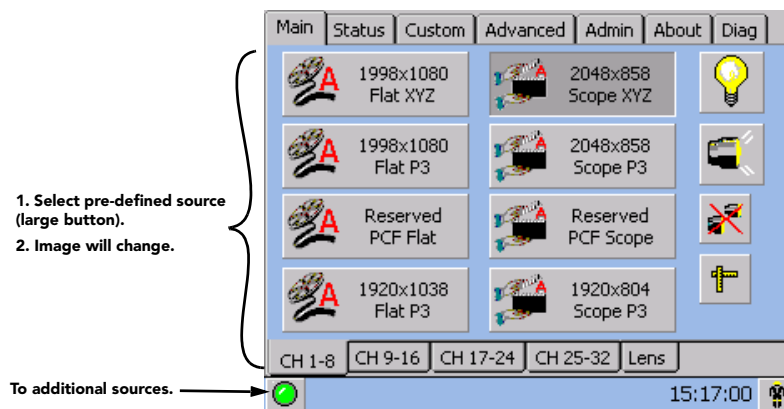 Main Status Custom Advanced Admin About Diag
A 1998x1080
Flat XYZ
A 2048x858
Scope XYZ
A 1998x1080
Flat P3
A 2048x858
Scope P3
1. Select pre-defined source
(large button).
2. Image will change.
A Reserved
PCF Flat
A Reserved
PCF Scope
A 1920x1038
Flat P3
A 1920x804
Scope P3
CH 1-8 CH 9-16 CH 17-24 CH 25-32 Lens
To additional sources.
15:17:00